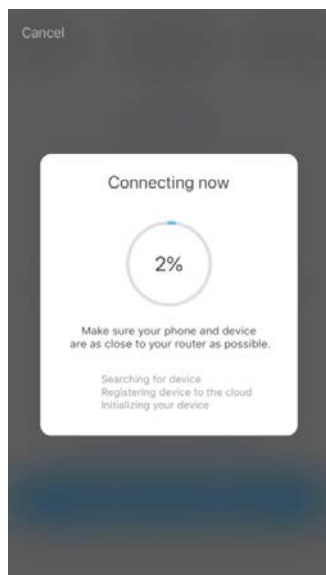 Cancel
Connecting now
2%
Make sure your phone and device
are as close to your router as possible.
Searching for device
Registering device to the cloud
Initializing your device